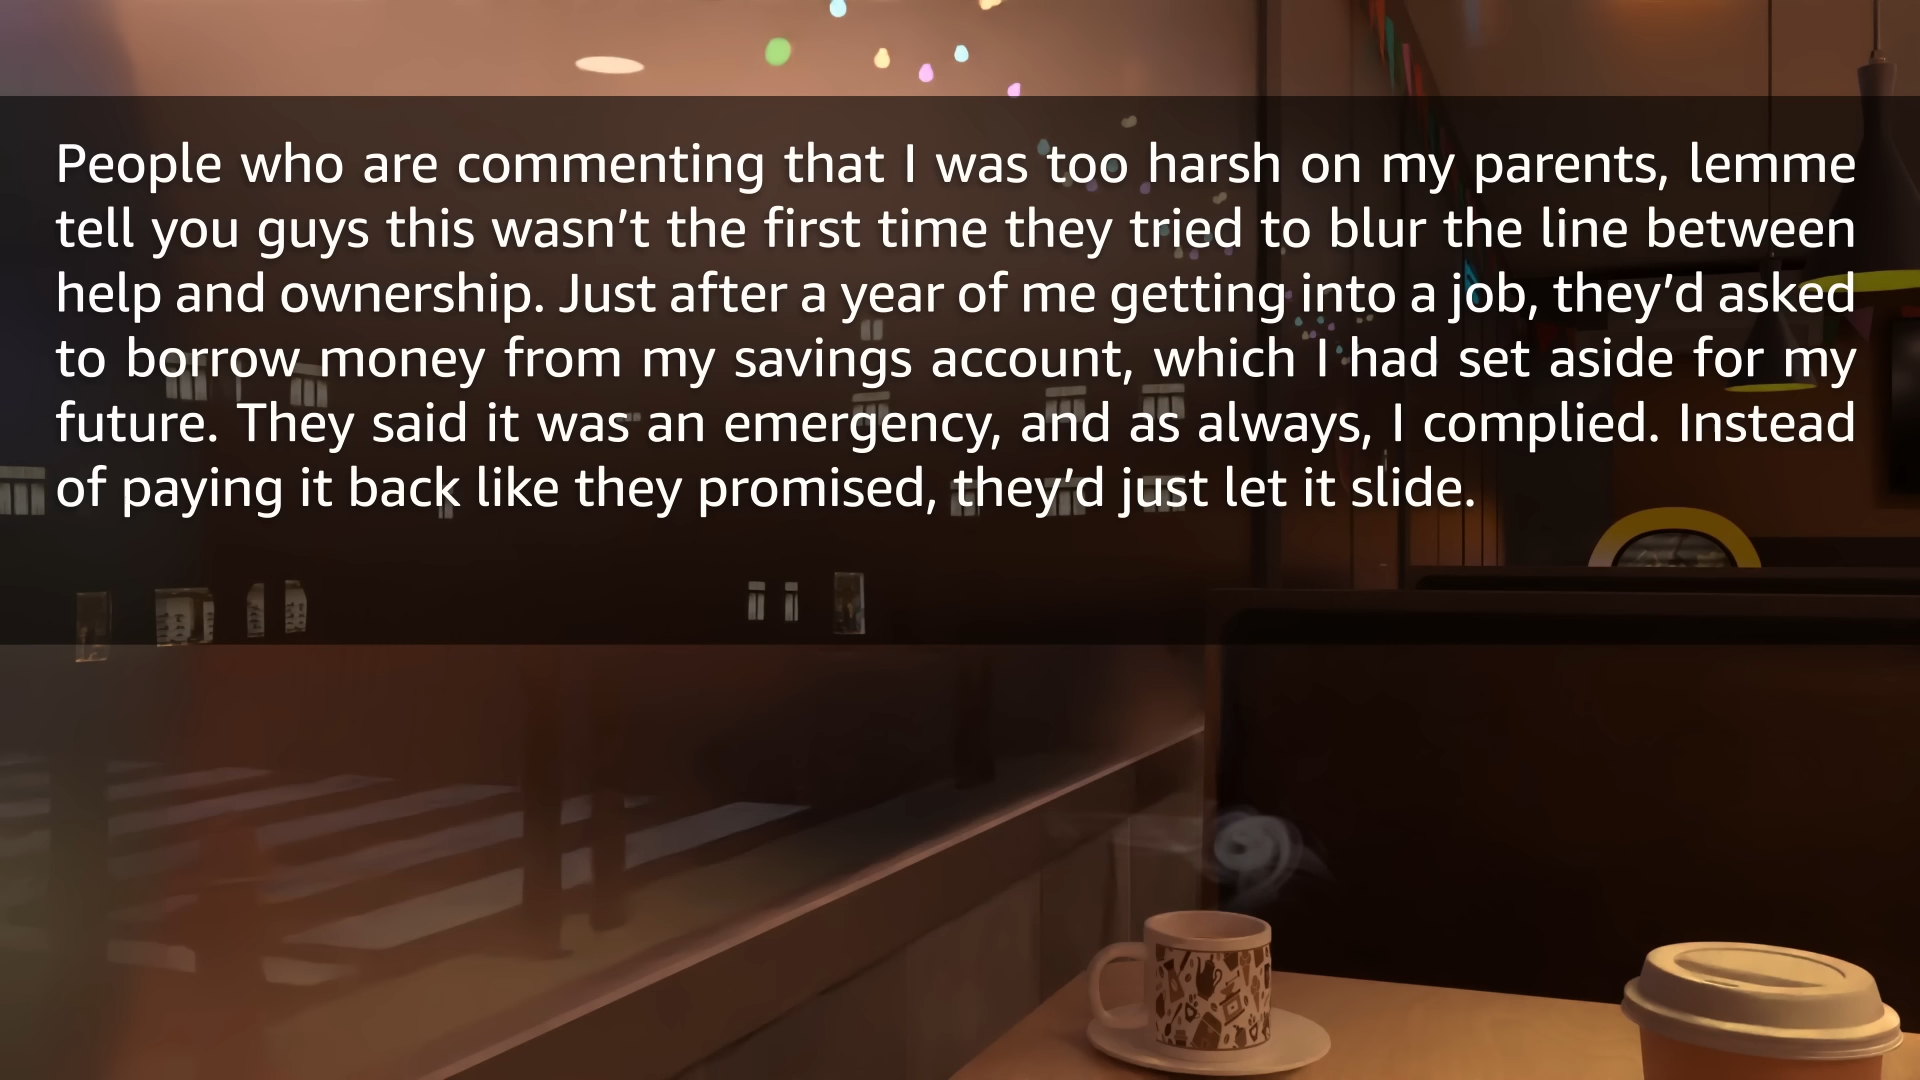 People who are commenting that I was too harsh on my parents, lemme
tell you guys this wasn’t the first time they tried to blur the line between
help and ownership. Just after a year of me getting into a job, they’d asked
to borrow money from my savings account, which I had set aside for my
future. They said it was an emergency, and as always, I complied. Instead
of paying it back like they promised, they’d just let it slide.